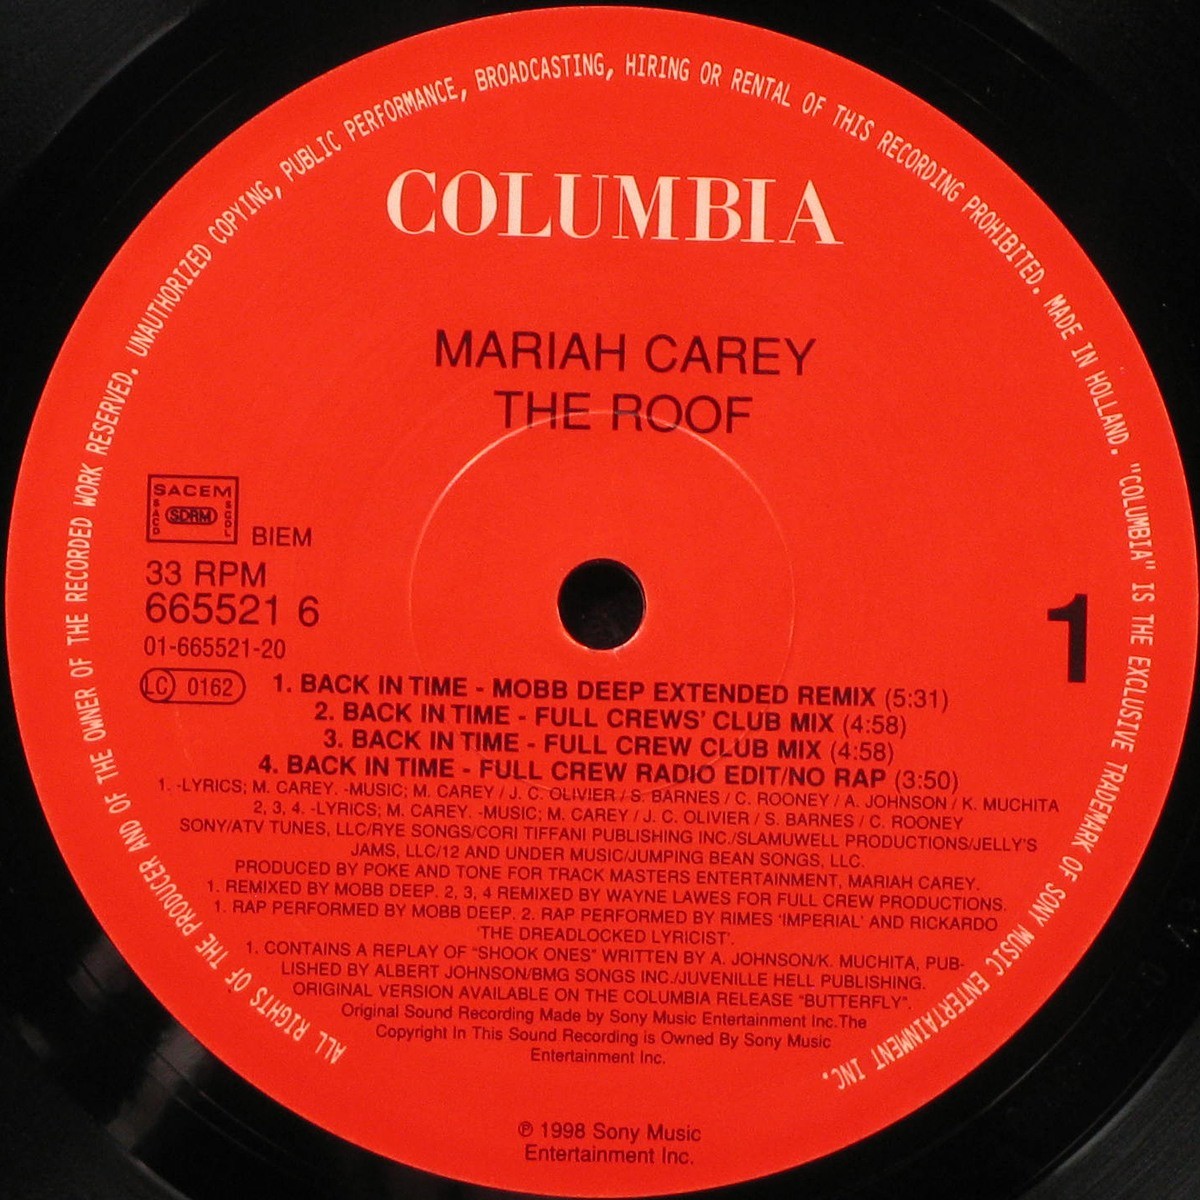 ALL RIGHTS OF THE PRODUCER AND OF THE OWNER OF THE RECORDED WORK RESERVED. UNAUTHORIZED COPYING, PUBLIC PERFORMANCE, BROADCASTING, HIRING OR RENTAL OF THIS RECORDING PROHIBITED. MADE IN HOLLAND. "COLUMBIA" IS THE EXCLUSIVE TRADEMARK OF SONY MUSIC ENTERTAINMENT INC.
COLUMBIA
MARIAH CAREY
THE ROOF
SACEM
SACD
SDRM
SGDL
BIEM
33 RPM
665521 6
01-665521-20
LC 0162
1
1. BACK IN TIME - MOBB DEEP EXTENDED REMIX (5:31)
2. BACK IN TIME - FULL CREWS' CLUB MIX (4:58)
3. BACK IN TIME - FULL CREW CLUB MIX (4:58)
4. BACK IN TIME - FULL CREW RADIO EDIT/NO RAP (3:50)
1. -LYRICS; M. CAREY. -MUSIC; M. CAREY / J. C. OLIVIER / S. BARNES / C. ROONEY / A. JOHNSON / K. MUCHITA
2, 3, 4. -LYRICS; M. CAREY. -MUSIC; M. CAREY / J. C. OLIVIER / S. BARNES / C. ROONEY
SONY/ATV TUNES, LLC/RYE SONGS/CORI TIFFANI PUBLISHING INC./SLAMUWELL PRODUCTIONS/JELLY'S
JAMS, LLC/12 AND UNDER MUSIC/JUMPING BEAN SONGS, LLC.
PRODUCED BY POKE AND TONE FOR TRACK MASTERS ENTERTAINMENT, MARIAH CAREY.
1. REMIXED BY MOBB DEEP. 2, 3, 4 REMIXED BY WAYNE LAWES FOR FULL CREW PRODUCTIONS.
1. RAP PERFORMED BY MOBB DEEP. 2. RAP PERFORMED BY RIMES 'IMPERIAL' AND RICKARDO
'THE DREADLOCKED LYRICIST'.
1. CONTAINS A REPLAY OF "SHOOK ONES" WRITTEN BY A. JOHNSON/K. MUCHITA, PUB-
LISHED BY ALBERT JOHNSON/BMG SONGS INC./JUVENILLE HELL PUBLISHING.
ORIGINAL VERSION AVAILABLE ON THE COLUMBIA RELEASE "BUTTERFLY".
Original Sound Recording Made by Sony Music Entertainment Inc.The
Copyright In This Sound Recording is Owned By Sony Music
Entertainment Inc.
℗ 1998 Sony Music
Entertainment Inc.